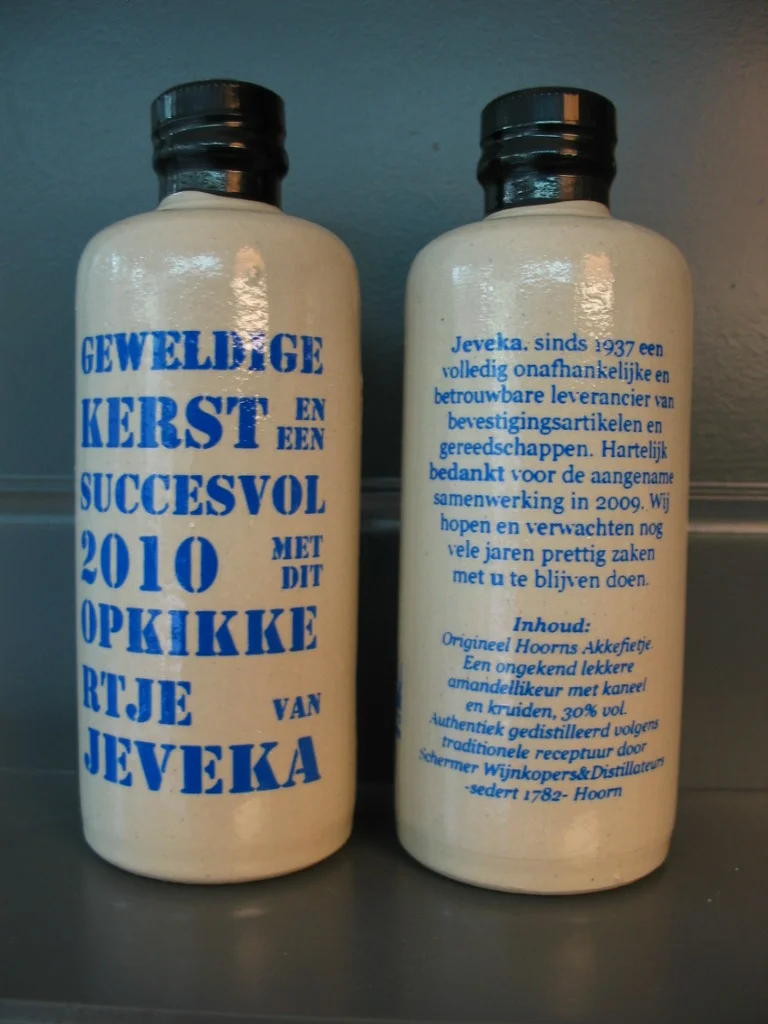 GEWELDIGE
KERST EN EEN
SUCCESVOL
2010 MET DIT
OPKIKKE
RTJE VAN
JEVEKA
Jeveka. sinds 1937 een
volledig onafhankelijke en
betrouwbare leverancier van
bevestigingsartikelen en
gereedschappen. Hartelijk
bedankt voor de aangename
samenwerking in 2009. Wij
hopen en verwachten nog
vele jaren prettig zaken
met u te blijven doen.
Inhoud:
Origineel Hoorns Akkefietje.
Een ongekend lekkere
amandellikeur met kaneel
en kruiden, 30% vol.
Authentiek gedistilleerd volgens
traditionele receptuur door
Schermer Wijnkopers&Distillateurs
-sedert 1782- Hoorn